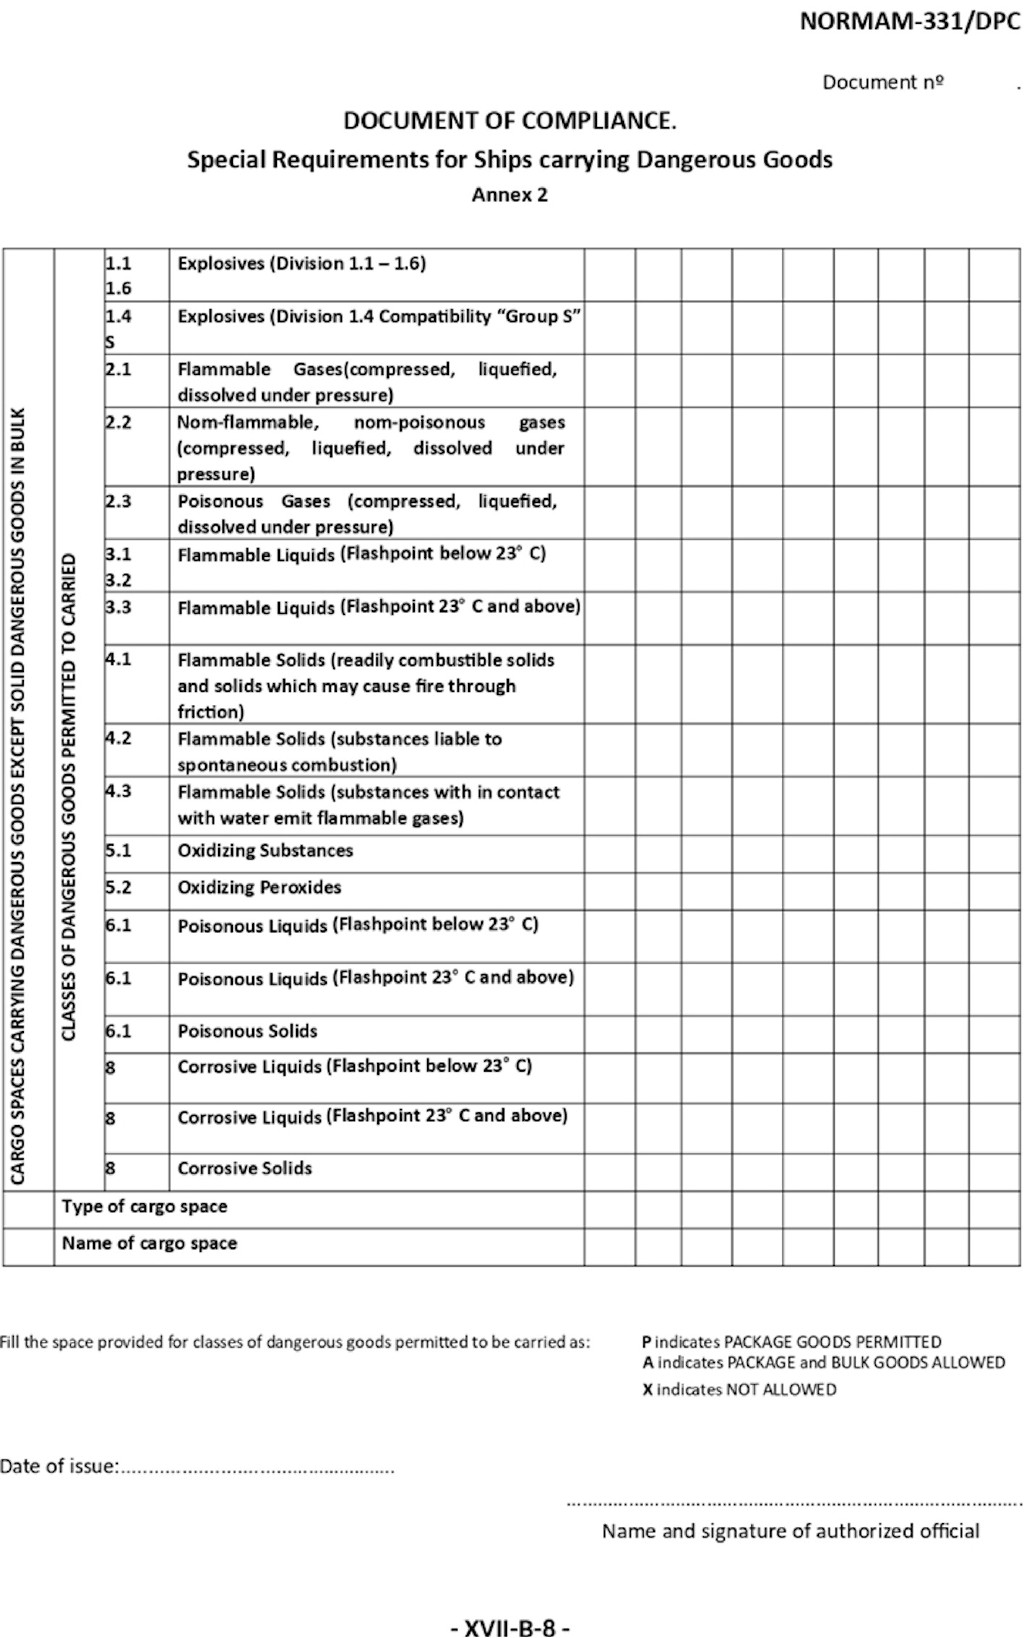 NORMAM-331/DPC
Document nº .
DOCUMENT OF COMPLIANCE.
Special Requirements for Ships carrying Dangerous Goods
Annex 2
CARGO SPACES CARRYING DANGEROUS GOODS EXCEPT SOLID DANGEROUS GOODS IN BULK
CLASSES OF DANGEROUS GOODS PERMITTED TO CARRIED
1.1 Explosives (Division 1.1 – 1.6)
1.6
1.4 Explosives (Division 1.4 Compatibility “Group S”
S
2.1 Flammable Gases(compressed, liquefied,
dissolved under pressure)
2.2 Nom-flammable, nom-poisonous gases
(compressed, liquefied, dissolved under
pressure)
2.3 Poisonous Gases (compressed, liquefied,
dissolved under pressure)
3.1 Flammable Liquids (Flashpoint below 23° C)
3.2
3.3 Flammable Liquids (Flashpoint 23° C and above)
4.1 Flammable Solids (readily combustible solids
and solids which may cause fire through
friction)
4.2 Flammable Solids (substances liable to
spontaneous combustion)
4.3 Flammable Solids (substances with in contact
with water emit flammable gases)
5.1 Oxidizing Substances
5.2 Oxidizing Peroxides
6.1 Poisonous Liquids (Flashpoint below 23° C)
6.1 Poisonous Liquids (Flashpoint 23° C and above)
6.1 Poisonous Solids
8 Corrosive Liquids (Flashpoint below 23° C)
8 Corrosive Liquids (Flashpoint 23° C and above)
8 Corrosive Solids
Type of cargo space
Name of cargo space
Fill the space provided for classes of dangerous goods permitted to be carried as: P indicates PACKAGE GOODS PERMITTED
A indicates PACKAGE and BULK GOODS ALLOWED
X indicates NOT ALLOWED
Date of issue:..................................................
....................................................................................
Name and signature of authorized official
- XVII-B-8 -